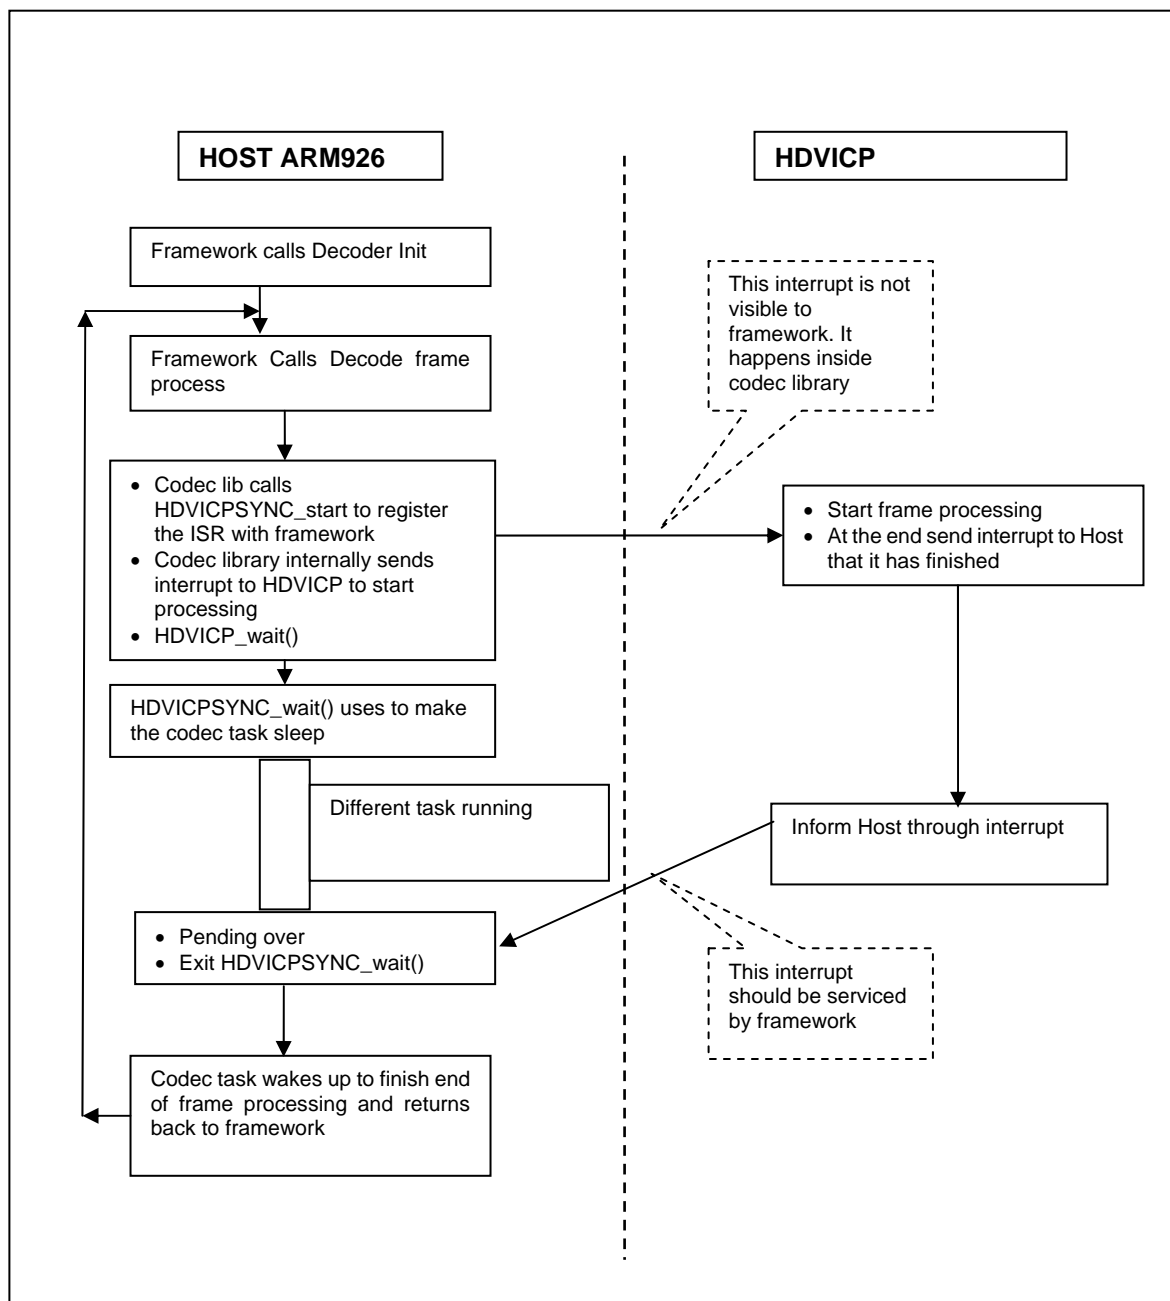 HOST ARM926
HDVICP
Framework calls Decoder Init
This interrupt is not
visible to
framework. It
happens inside
codec library
Framework Calls Decode frame
process
• Codec lib calls
HDVICPSYNC_start to register
the ISR with framework
• Codec library internally sends
interrupt to HDVICP to start
processing
• HDVICP_wait()
• Start frame processing
• At the end send interrupt to Host
that it has finished
HDVICPSYNC_wait() uses to make
the codec task sleep
Different task running
Inform Host through interrupt
• Pending over
• Exit HDVICPSYNC_wait()
This interrupt
should be serviced
by framework
Codec task wakes up to finish end
of frame processing and returns
back to framework